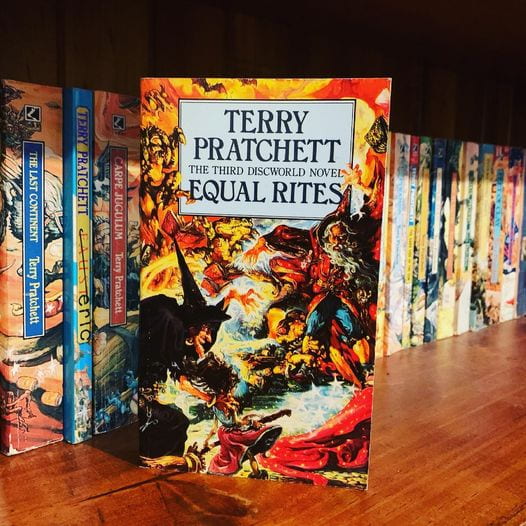 TERRY
PRATCHETT
THE THIRD DISCWORLD NOVEL
EQUAL RITES
THE LAST CONTINENT Terry Pratchett
TERRY PRATCHETT Eric
CARPE JUGULUM Terry Pratchett